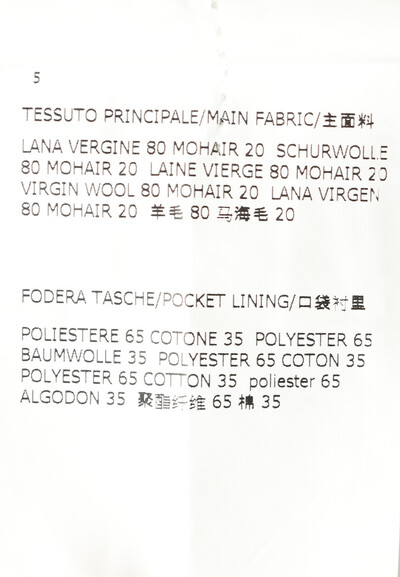 5
TESSUTO PRINCIPALE/MAIN FABRIC/主面料
LANA VERGINE 80 MOHAIR 20 SCHURWOLLE
80 MOHAIR 20 LAINE VIERGE 80 MOHAIR 20
VIRGIN WOOL 80 MOHAIR 20 LANA VIRGEN
80 MOHAIR 20 羊毛 80 马海毛 20
FODERA TASCHE/POCKET LINING/口袋衬里
POLIESTERE 65 COTONE 35 POLYESTER 65
BAUMWOLLE 35 POLYESTER 65 COTON 35
POLYESTER 65 COTTON 35 poliester 65
ALGODON 35 聚酯纤维 65 棉 35